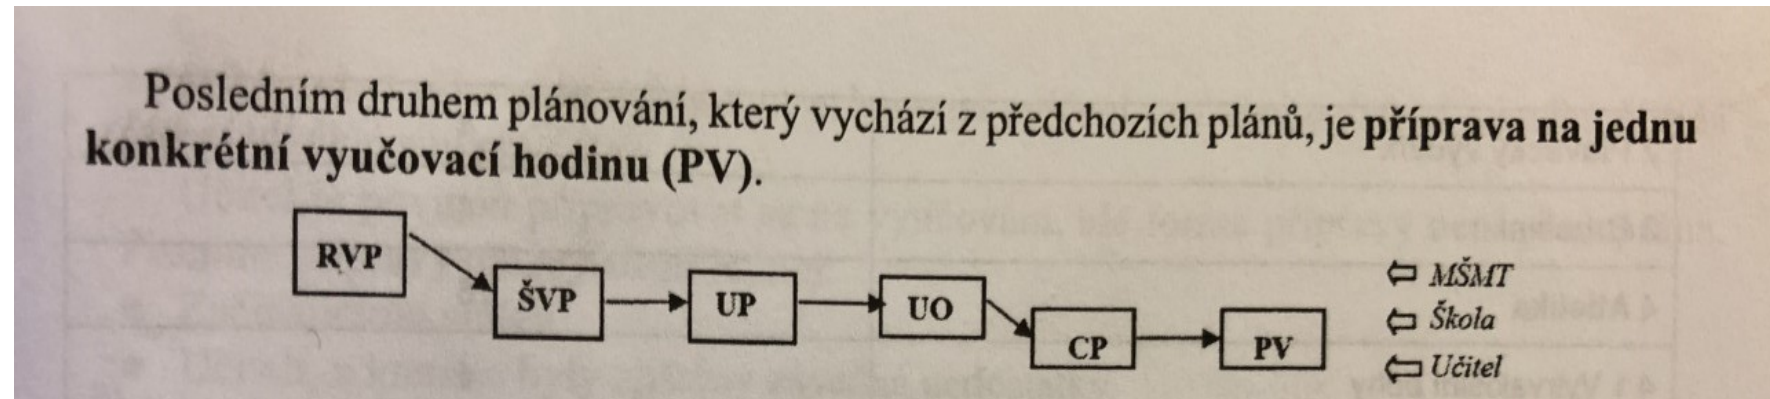 Posledním druhem plánování, který vychází z předchozích plánů, je příprava na jednu
konkrétní vyučovací hodinu (PV).
RVP
ŠVP
UP
UO
CP
PV
⇦ MŠMT
⇦ Škola
⇦ Učitel